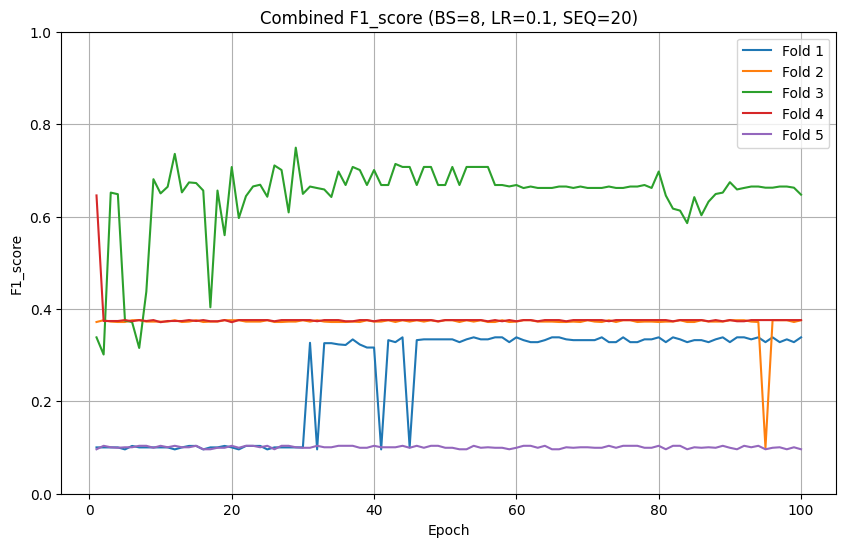 Combined F1_score (BS=8, LR=0.1, SEQ=20)
F1_score
1.0
0.8
0.6
0.4
0.2
0.0
0
20
40
60
80
100
Epoch
Fold 1
Fold 2
Fold 3
Fold 4
Fold 5